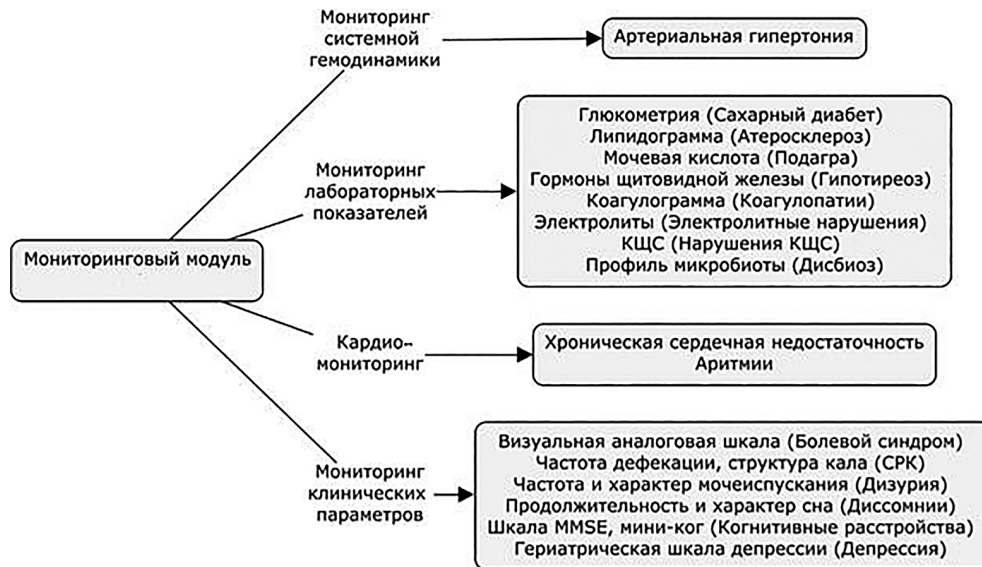 Мониторинг
системной
гемодинамики
Артериальная гипертония
Мониторинг
лабораторных
показателей
Глюкометрия (Сахарный диабет)
Липидограмма (Атеросклероз)
Мочевая кислота (Подагра)
Гормоны щитовидной железы (Гипотиреоз)
Коагулограмма (Коагулопатии)
Электролиты (Электролитные нарушения)
КЩС (Нарушения КЩС)
Профиль микробиоты (Дисбиоз)
Мониторинговый модуль
Кардио-
мониторинг
Хроническая сердечная недостаточность
Аритмии
Мониторинг
клинических
параметров
Визуальная аналоговая шкала (Болевой синдром)
Частота дефекации, структура кала (СРК)
Частота и характер мочеиспускания (Дизурия)
Продолжительность и характер сна (Диссомнии)
Шкала MMSE, мини-ког (Когнитивные расстройства)
Гериатрическая шкала депрессии (Депрессия)